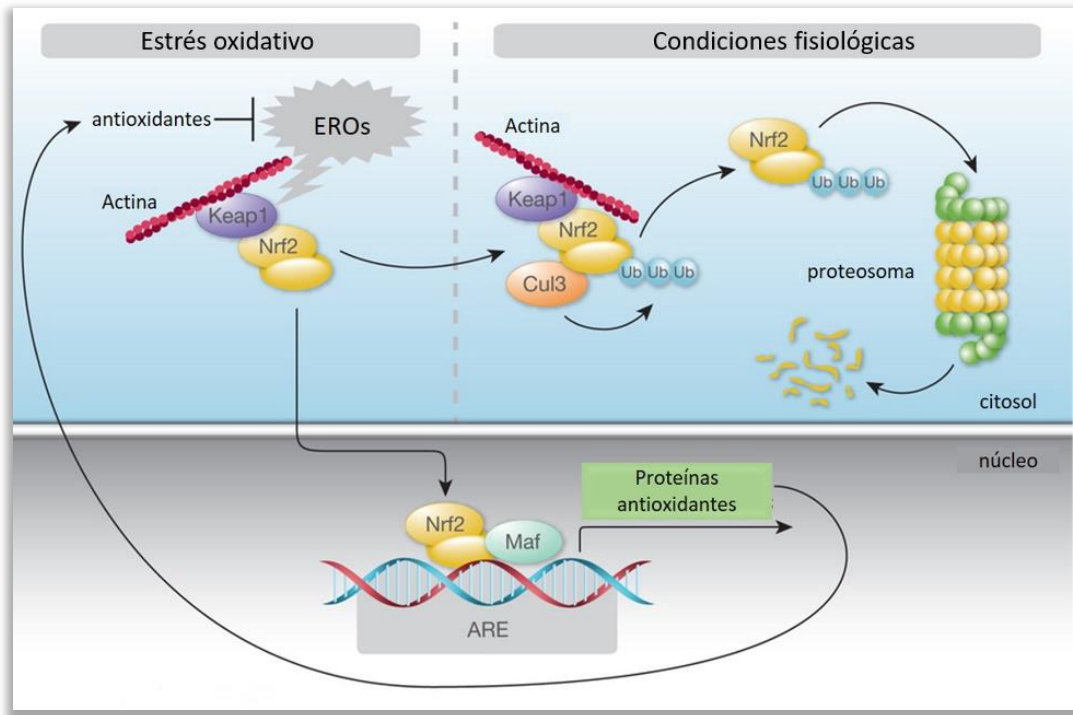 Estrés oxidativo
Condiciones fisiológicas
antioxidantes
EROs
Actina
Keap1
Nrf2
Actina
Keap1
Nrf2
Cul3
Ub Ub Ub
Nrf2
Ub Ub Ub
proteosoma
citosol
núcleo
Proteínas
antioxidantes
Nrf2
Maf
ARE